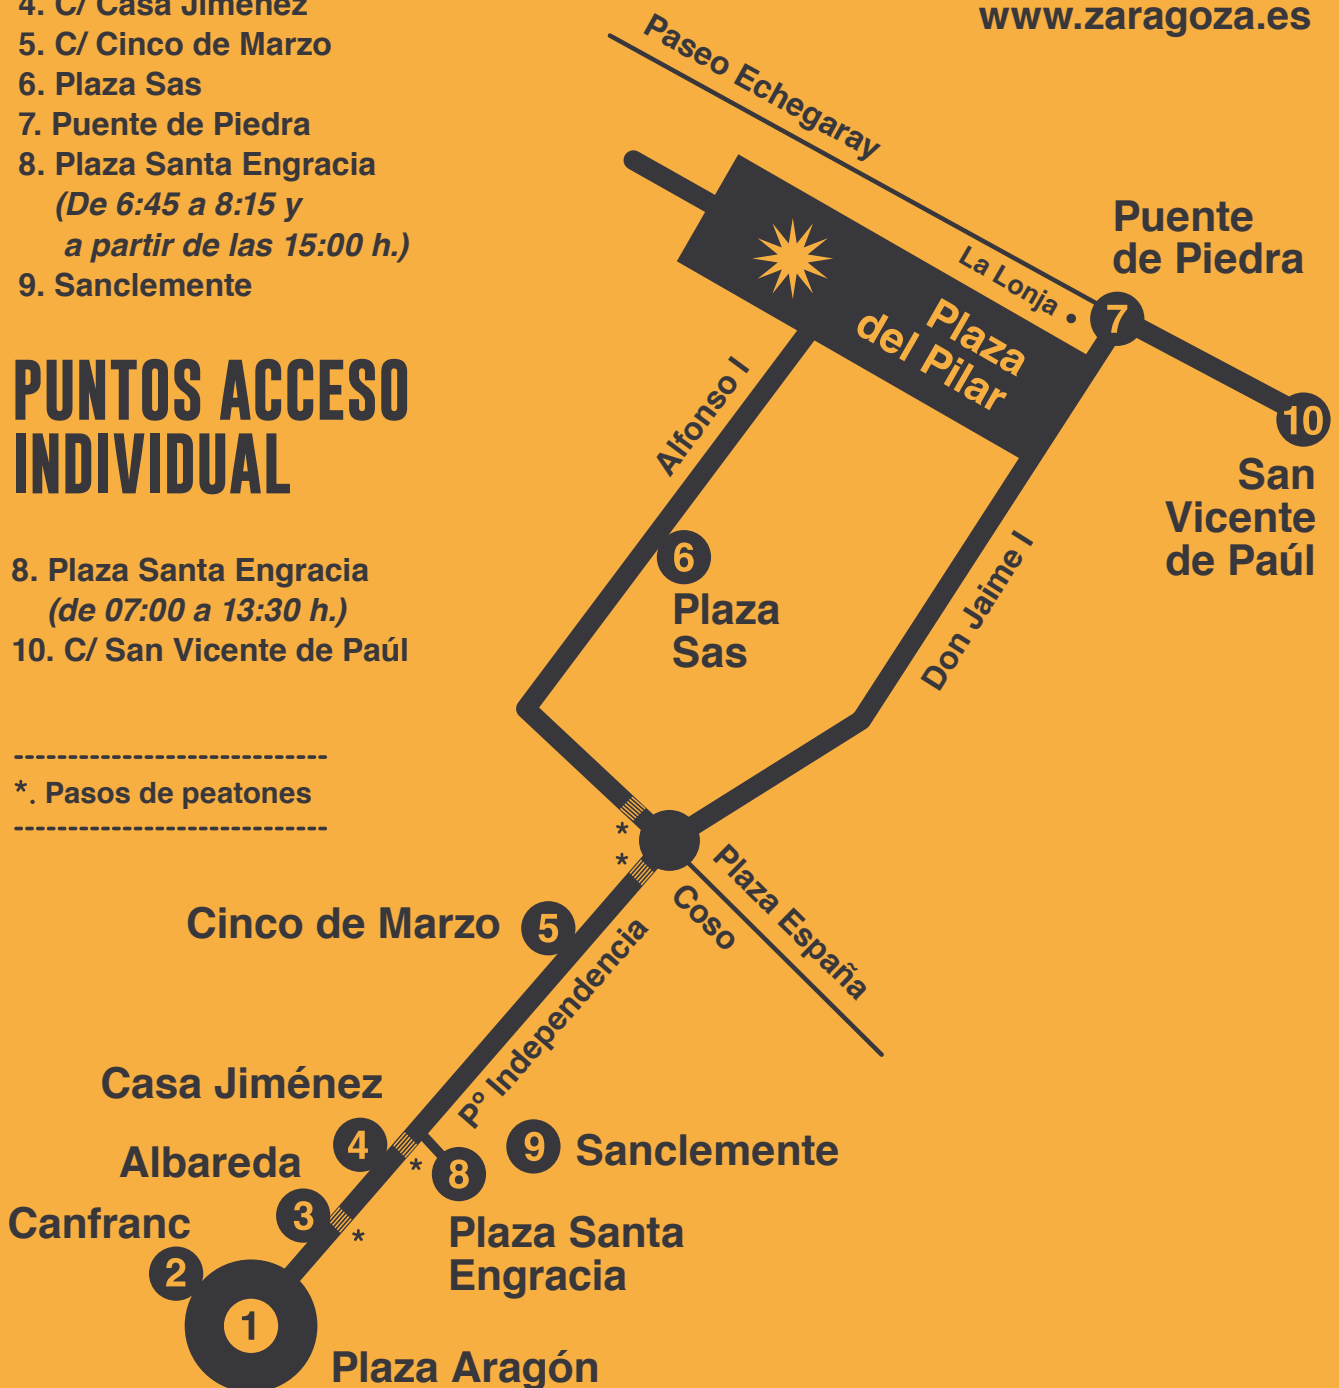 4. C/ Casa Jiménez
5. C/ Cinco de Marzo
6. Plaza Sas
7. Puente de Piedra
8. Plaza Santa Engracia
(De 6:45 a 8:15 y
a partir de las 15:00 h.)
9. Sanclemente
PUNTOS ACCESO
INDIVIDUAL
8. Plaza Santa Engracia
(de 07:00 a 13:30 h.)
10. C/ San Vicente de Paúl
-----------------------------
*. Pasos de peatones
-----------------------------
www.zaragoza.es
Paseo Echegaray
Puente
de Piedra
La Lonja •
7
Plaza
del Pilar
10
San
Vicente
de Paúl
Alfonso I
6
Plaza
Sas
Don Jaime I
*
*
Plaza España
Coso
Cinco de Marzo
5
Pº Independencia
Casa Jiménez
4
*
Albareda
3
*
8
9
Sanclemente
Plaza Santa
Engracia
Canfranc
2
1
Plaza Aragón